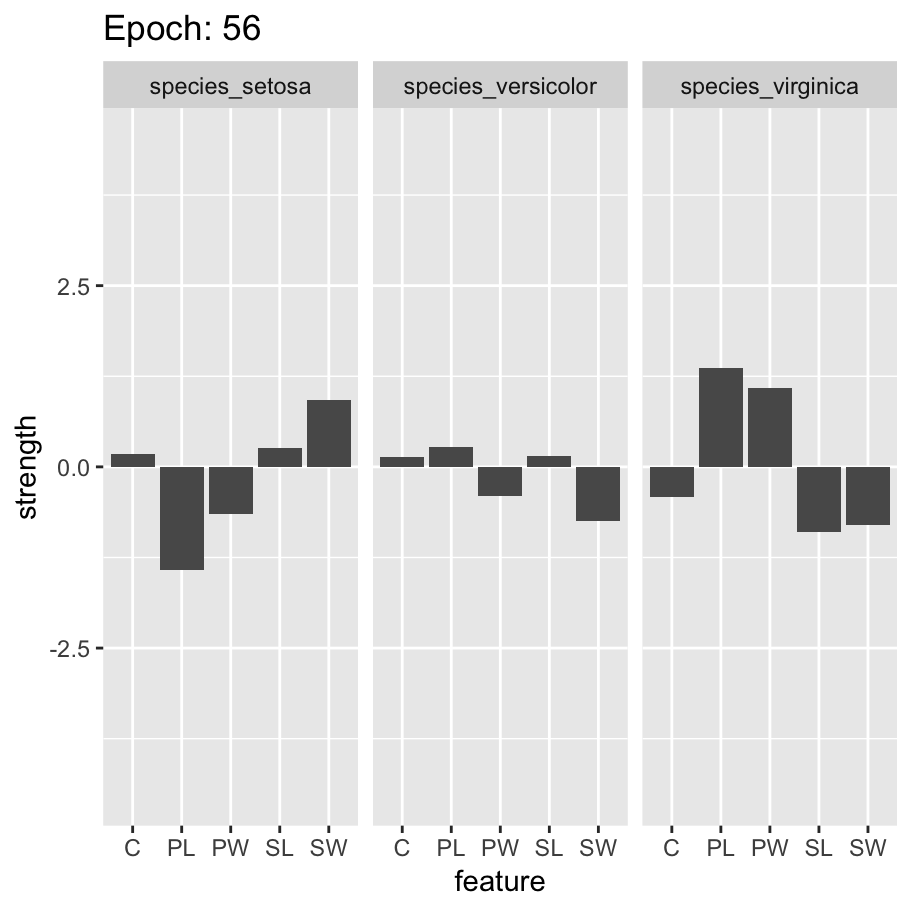 Epoch: 56
species_setosa species_versicolor species_virginica
2.5
0.0
-2.5
strength
C PL PW SL SW C PL PW SL SW C PL PW SL SW
feature